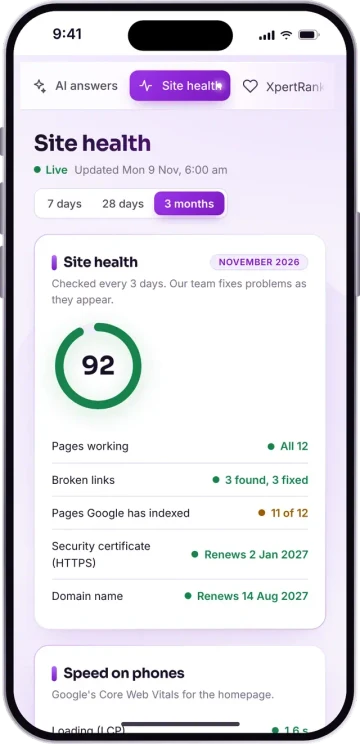 9:41
AI answers
Site health
XpertRank
Site health
Live Updated Mon 9 Nov, 6:00 am
7 days 28 days 3 months
Site health
NOVEMBER 2026
Checked every 3 days. Our team fixes problems as
they appear.
92
Pages working All 12
Broken links 3 found, 3 fixed
Pages Google has indexed 11 of 12
Security certificate
(HTTPS)
Renews 2 Jan 2027
Domain name Renews 14 Aug 2027
Speed on phones
Google's Core Web Vitals for the homepage.
Loading (LCP) 1.6 s